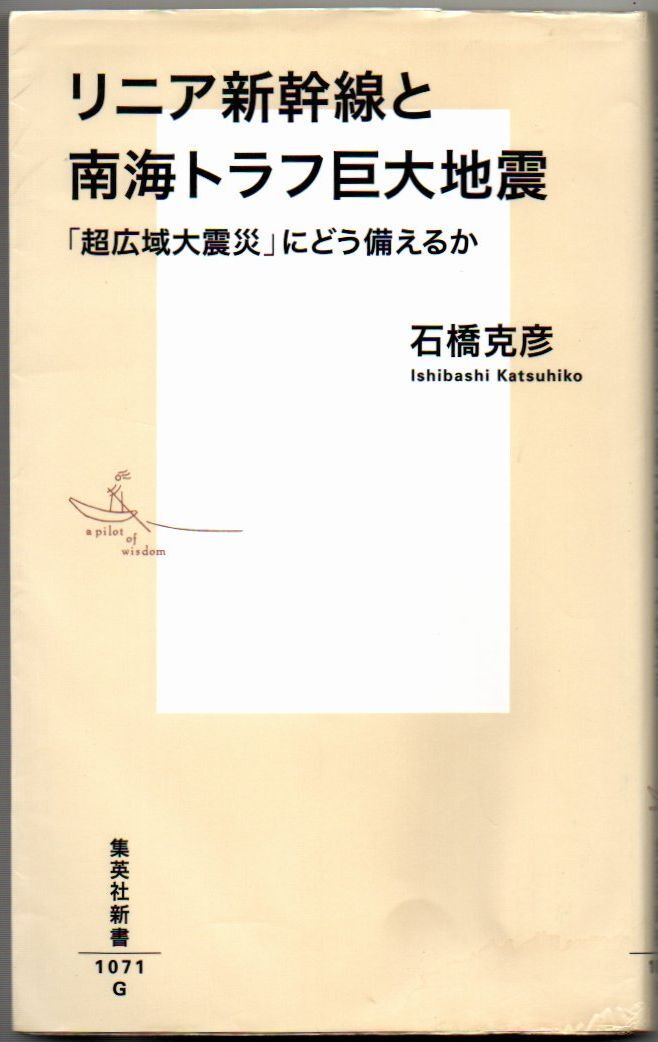 リニア新幹線と
南海トラフ巨大地震
「超広域大震災」にどう備えるか
石橋克彦
Ishibashi Katsuhiko
a pilot
of
wisdom
集英社新書
1071
G